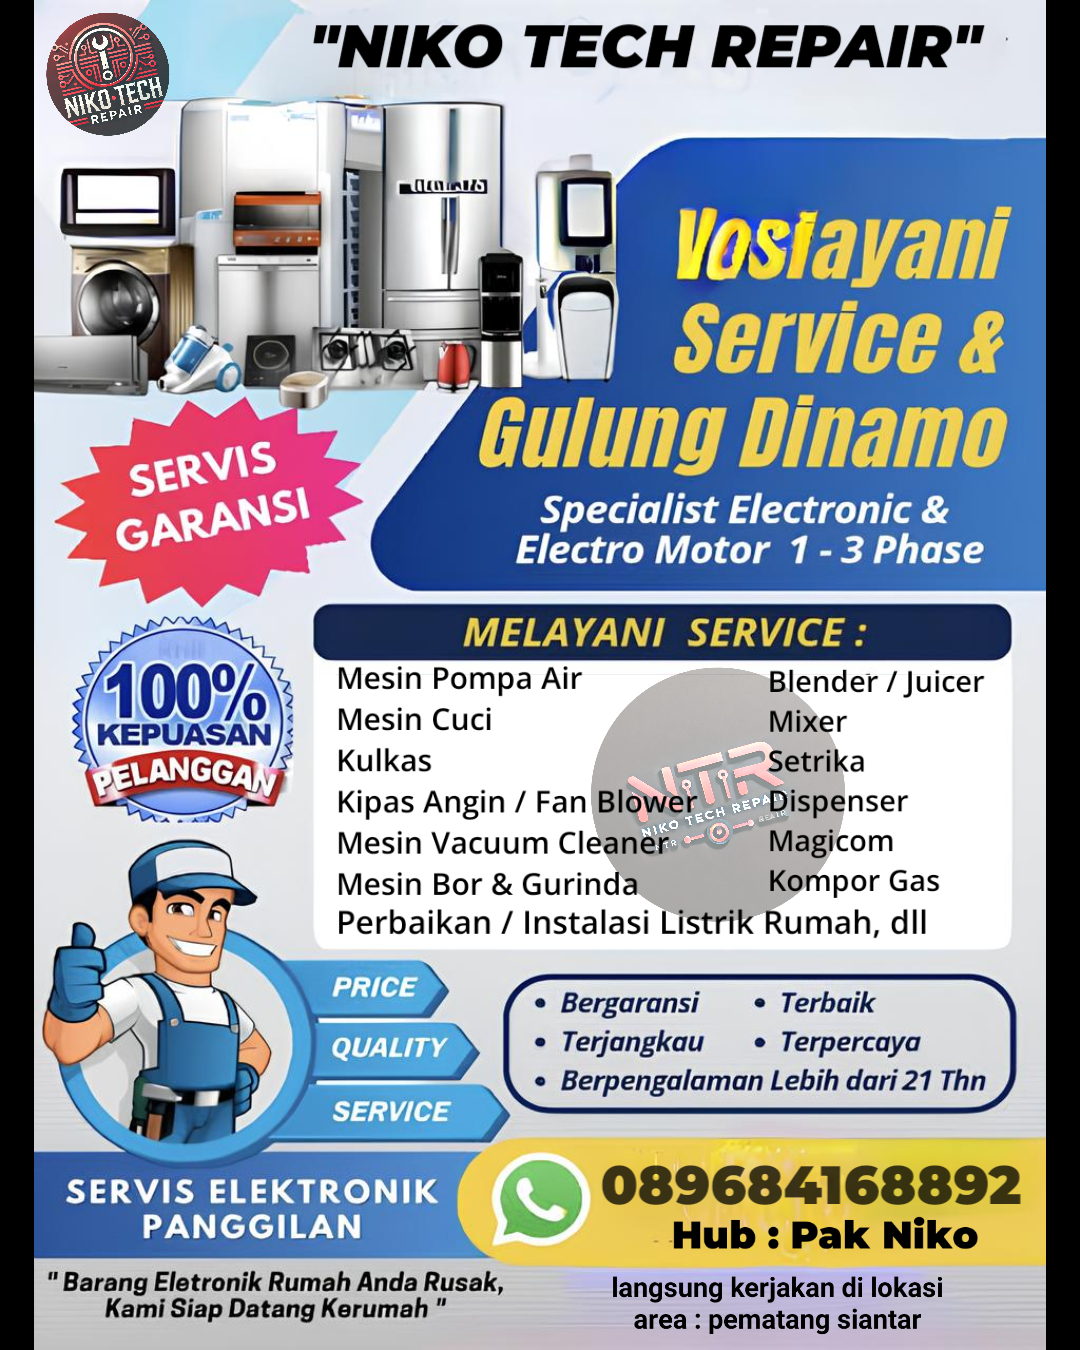 "NIKO TECH REPAIR"
NIKO TECH
REPAIR
Service &
Gulung Dinamo
Specialist Electronic &
Electro Motor 1 - 3 Phase
SERVIS
GARANSI
100%
KEPUASAN
PELANGGAN
MELAYANI SERVICE :
Mesin Pompa Air
Mesin Cuci
Kulkas
Kipas Angin / Fan Blower
Mesin Vacuum Cleaner
Mesin Bor & Gurinda
Blender / Juicer
Mixer
Setrika
Dispenser
Magicom
Kompor Gas
Perbaikan / Instalasi Listrik Rumah, dll
NTR
NIKO TECH REPAIR
PRICE
QUALITY
SERVICE
• Bergaransi
• Terjangkau
• Terbaik
• Terpercaya
• Berpengalaman Lebih dari 21 Thn
SERVIS ELEKTRONIK
PANGGILAN
089684168892
Hub : Pak Niko
" Barang Eletronik Rumah Anda Rusak,
Kami Siap Datang Kerumah "
langsung kerjakan di lokasi
area : pematang siantar